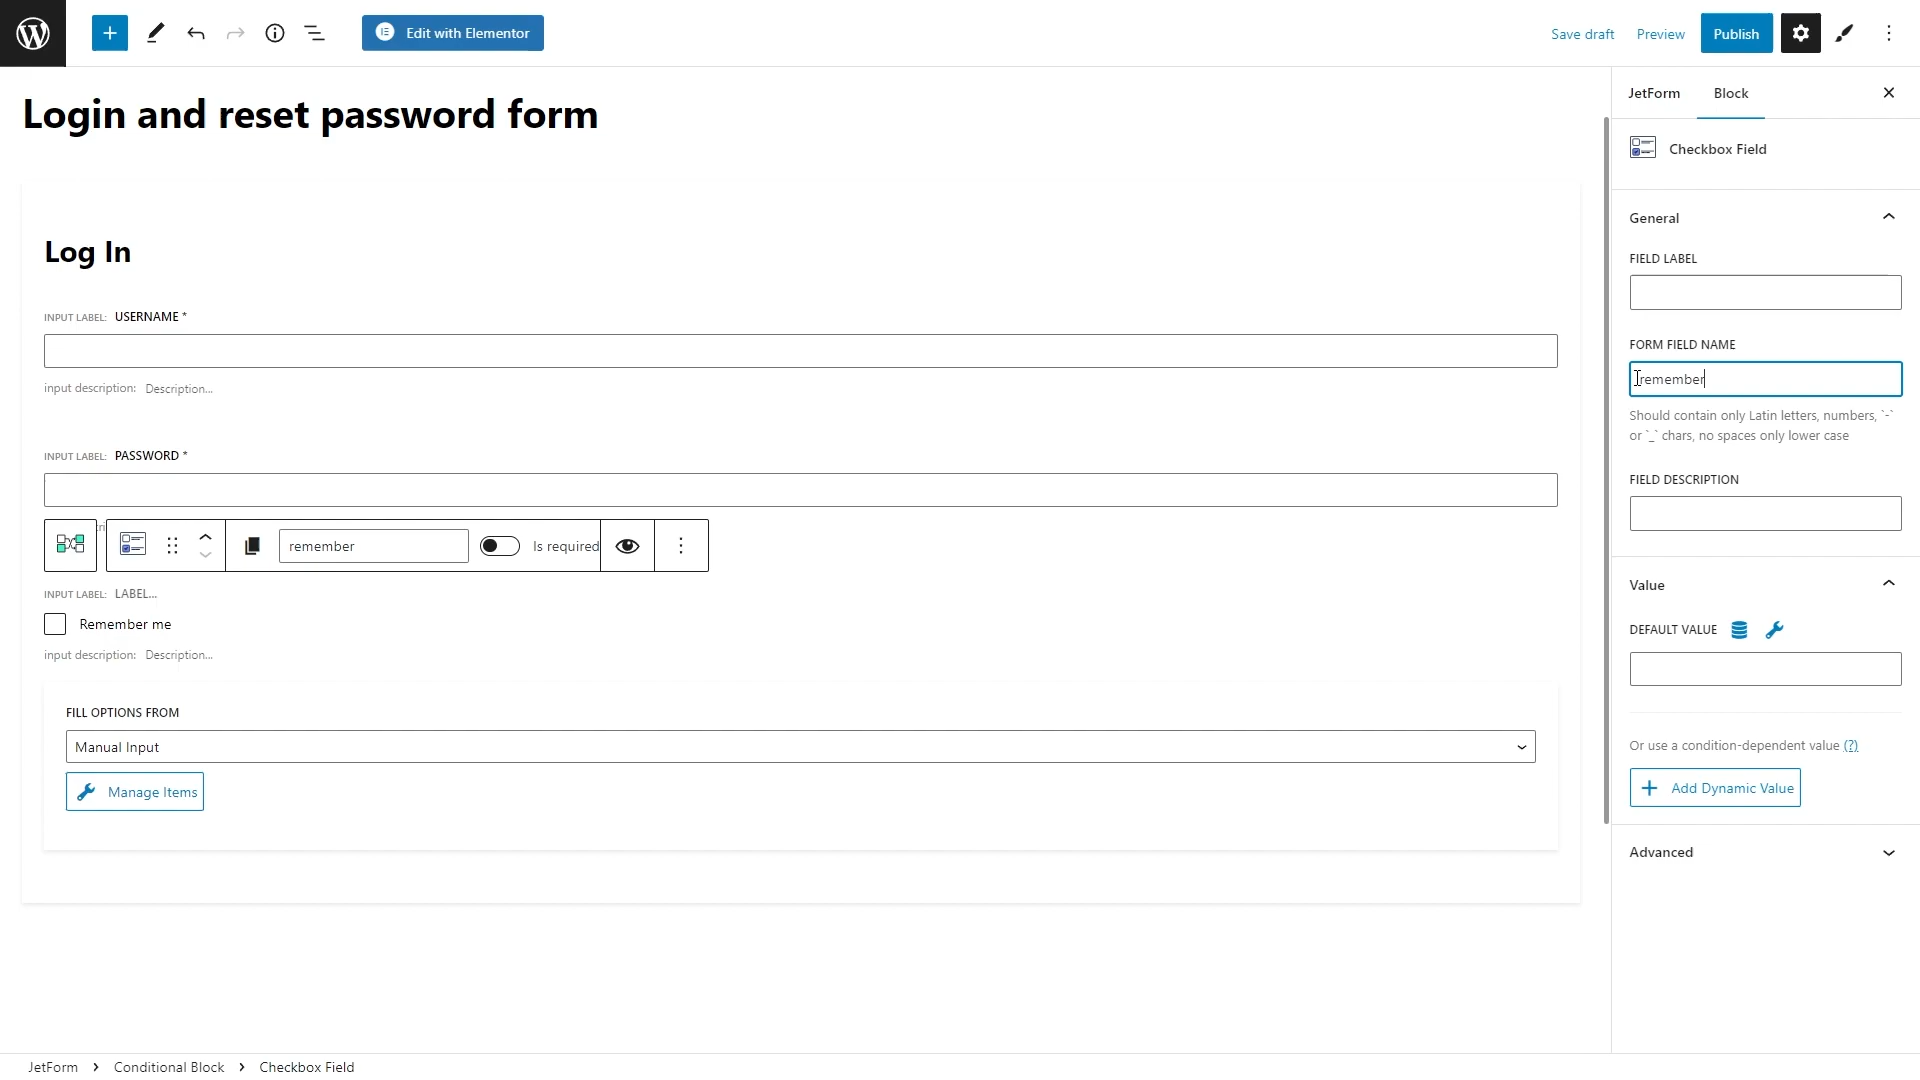 Edit with Elementor
Save draft
Preview
Publish
Login and reset password form
JetForm
Block
Checkbox Field
General
FIELD LABEL
FORM FIELD NAME
remember
Should contain only Latin letters, numbers, `-`
or `_` chars, no spaces only lower case
FIELD DESCRIPTION
Value
DEFAULT VALUE
Or use a condition-dependent value (?)
Add Dynamic Value
Advanced
Log In
INPUT LABEL: USERNAME *
input description: Description...
INPUT LABEL: PASSWORD *
remember
Is required
INPUT LABEL: LABEL...
Remember me
input description: Description...
FILL OPTIONS FROM
Manual Input
Manage Items
JetForm > Conditional Block > Checkbox Field